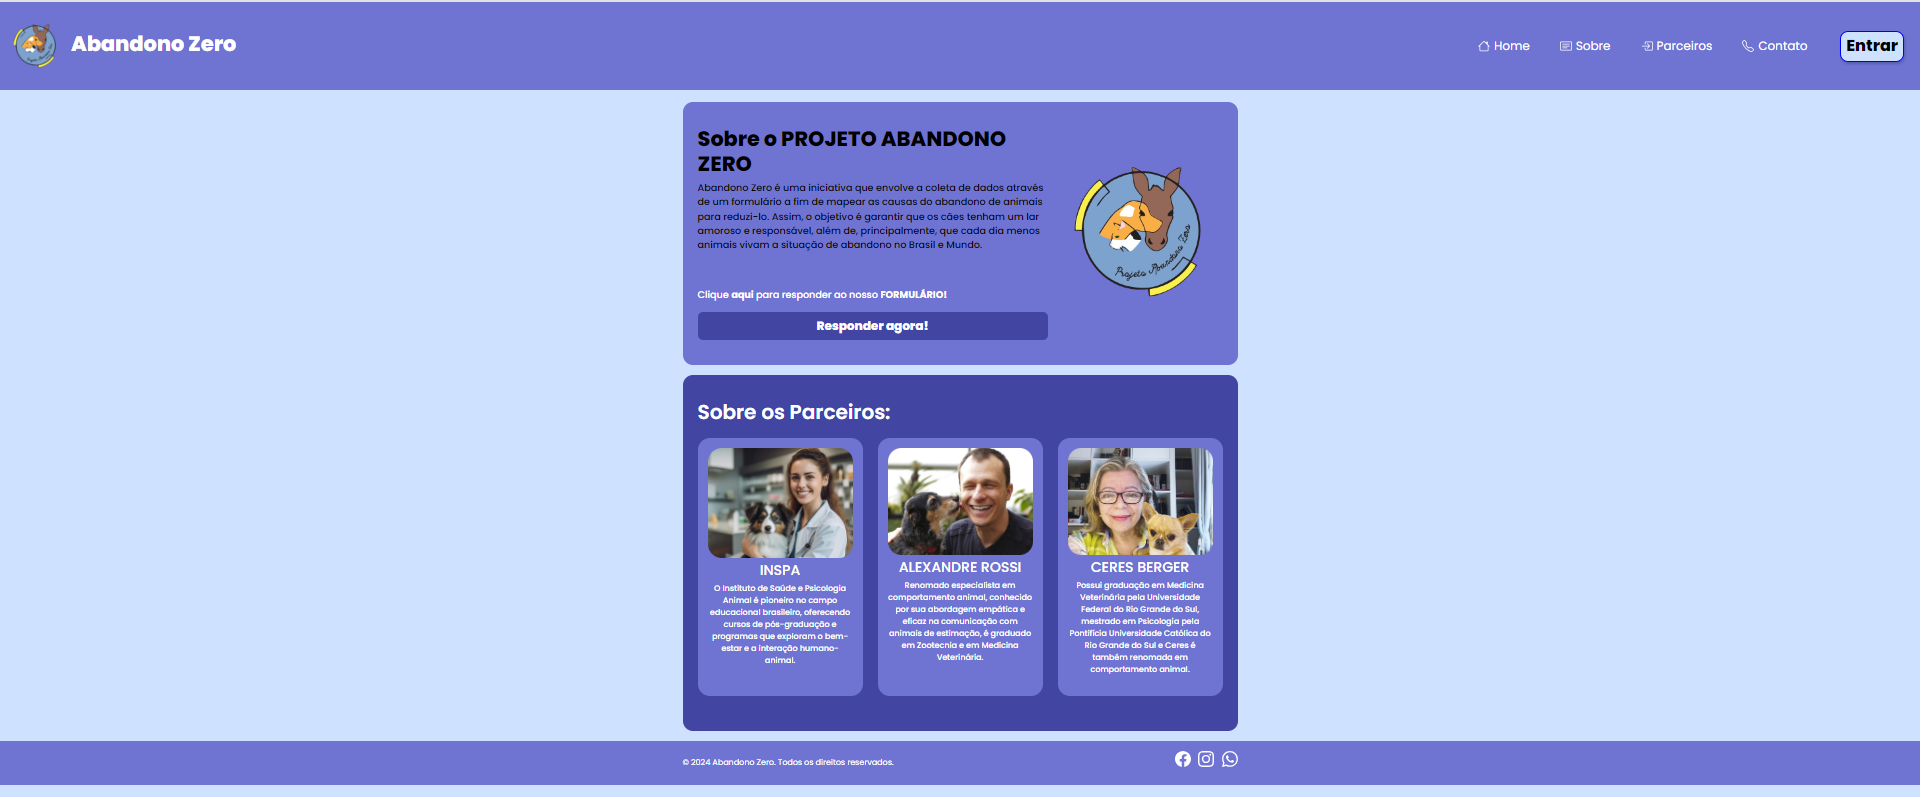 Abandono Zero
Home
Sobre
Parceiros
Contato
Entrar
Sobre o PROJETO ABANDONO
ZERO
Abandono Zero é uma iniciativa que envolve a coleta de dados através
de um formulário a fim de mapear as causas do abandono de animais
para reduzi-lo. Assim, o objetivo é garantir que os cães tenham um lar
amoroso e responsável, além de, principalmente, que cada dia menos
animais vivam a situação de abandono no Brasil e Mundo.
Clique aqui para responder ao nosso FORMULÁRIO!
Responder agora!
Projeto Abandono Zero
Sobre os Parceiros:
INSPA
O Instituto de Saúde e Psicologia
Animal é pioneiro no campo
educacional brasileiro, oferecendo
cursos de pós-graduação e
programas que exploram o bem-
estar e a interação humano-
animal.
ALEXANDRE ROSSI
Renomado especialista em
comportamento animal, conhecido
por sua abordagem empática e
eficaz na comunicação com
animais de estimação, é graduado
em Zootecnia e em Medicina
Veterinária.
CERES BERGER
Possui graduação em Medicina
Veterinária pela Universidade
Federal do Rio Grande do Sul,
mestrado em Psicologia pela
Pontifícia Universidade Católica do
Rio Grande do Sul e Ceres é
também renomada em
comportamento animal.
© 2024 Abandono Zero. Todos os direitos reservados.